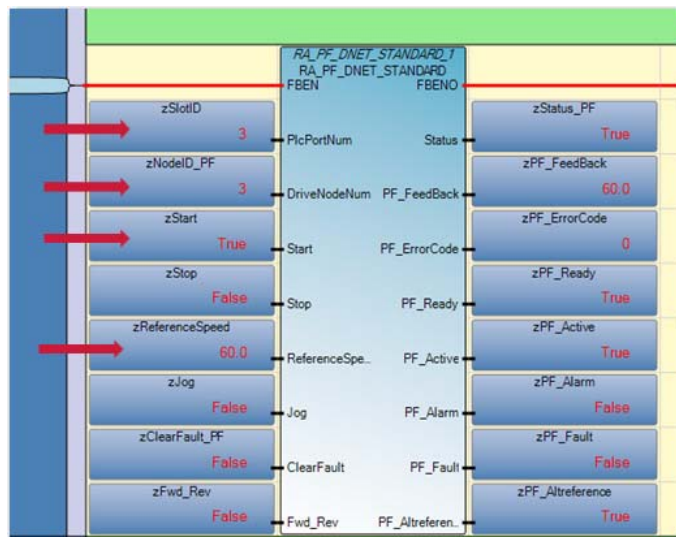 RA_PF_DNET_STANDARD_1
RA_PF_DNET_STANDARD
FBEN FBENO
zSlotID
3
PlcPortNum
Status
zStatus_PF
True
zNodeID_PF
3
DriveNodeNum
PF_FeedBack
zPF_FeedBack
60.0
zStart
True
Start
PF_ErrorCode
zPF_ErrorCode
0
zStop
False
Stop
PF_Ready
zPF_Ready
True
zReferenceSpeed
60.0
ReferenceSpe..
PF_Active
zPF_Active
True
zJog
False
Jog
PF_Alarm
zPF_Alarm
False
zClearFault_PF
False
ClearFault
PF_Fault
zPF_Fault
False
zFwd_Rev
False
Fwd_Rev
PF_Altreferen..
zPF_Altreference
True